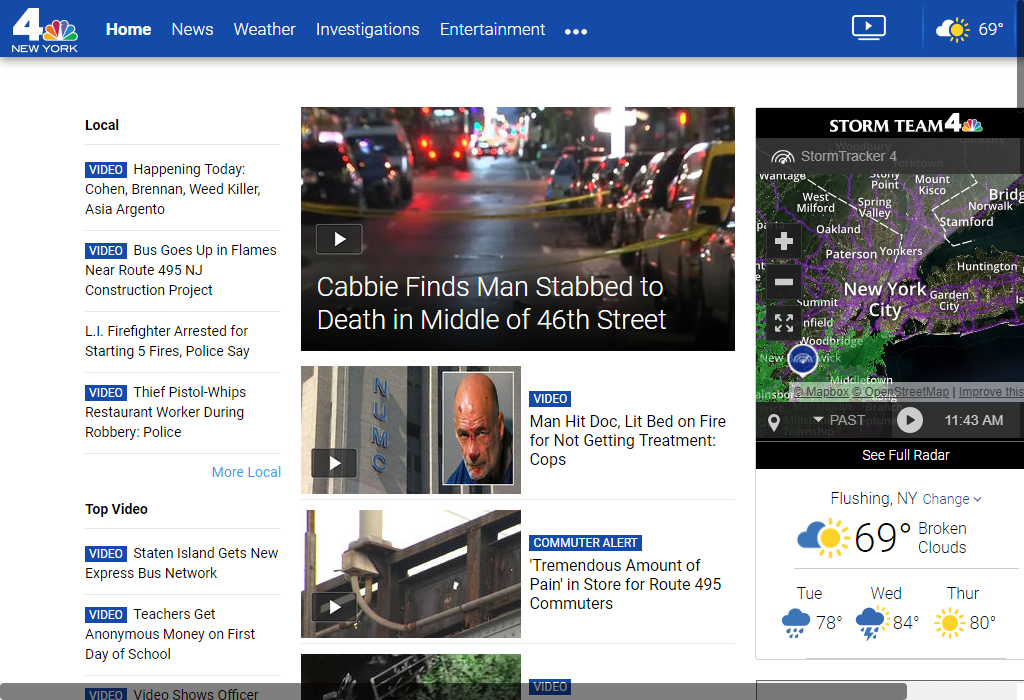 4
NEW YORK
Home News Weather Investigations Entertainment
69°
Local
VIDEO Happening Today:
Cohen, Brennan, Weed Killer,
Asia Argento
VIDEO Bus Goes Up in Flames
Near Route 495 NJ
Construction Project
L.I. Firefighter Arrested for
Starting 5 Fires, Police Say
VIDEO Thief Pistol-Whips
Restaurant Worker During
Robbery: Police
More Local
Top Video
VIDEO Staten Island Gets New
Express Bus Network
VIDEO Teachers Get
Anonymous Money on First
Day of School
VIDEO Video Shows Officer
Cabbie Finds Man Stabbed to
Death in Middle of 46th Street
NUMC
VIDEO
Man Hit Doc, Lit Bed on Fire
for Not Getting Treatment:
Cops
COMMUTER ALERT
'Tremendous Amount of
Pain' in Store for Route 495
Commuters
VIDEO
STORM TEAM 4
StormTracker 4
Woodbury
Yorktown
Wantage
Stony
Point
Mount
Kisco
Bridg
West
Milford
Spring
Valley
Norwalk
Stamford
Oakland
Paterson
Yonkers
Huntington
New York
City
Garden
City
Is
Summit
nfield
Woodbridge
New
wick
Middletown
ainsbo
© Mapbox © OpenStreetMap | Improve this
PAST
11:43 AM
Township
See Full Radar
Flushing, NY Change
69° Broken
Clouds
Tue Wed Thur
78° 84° 80°